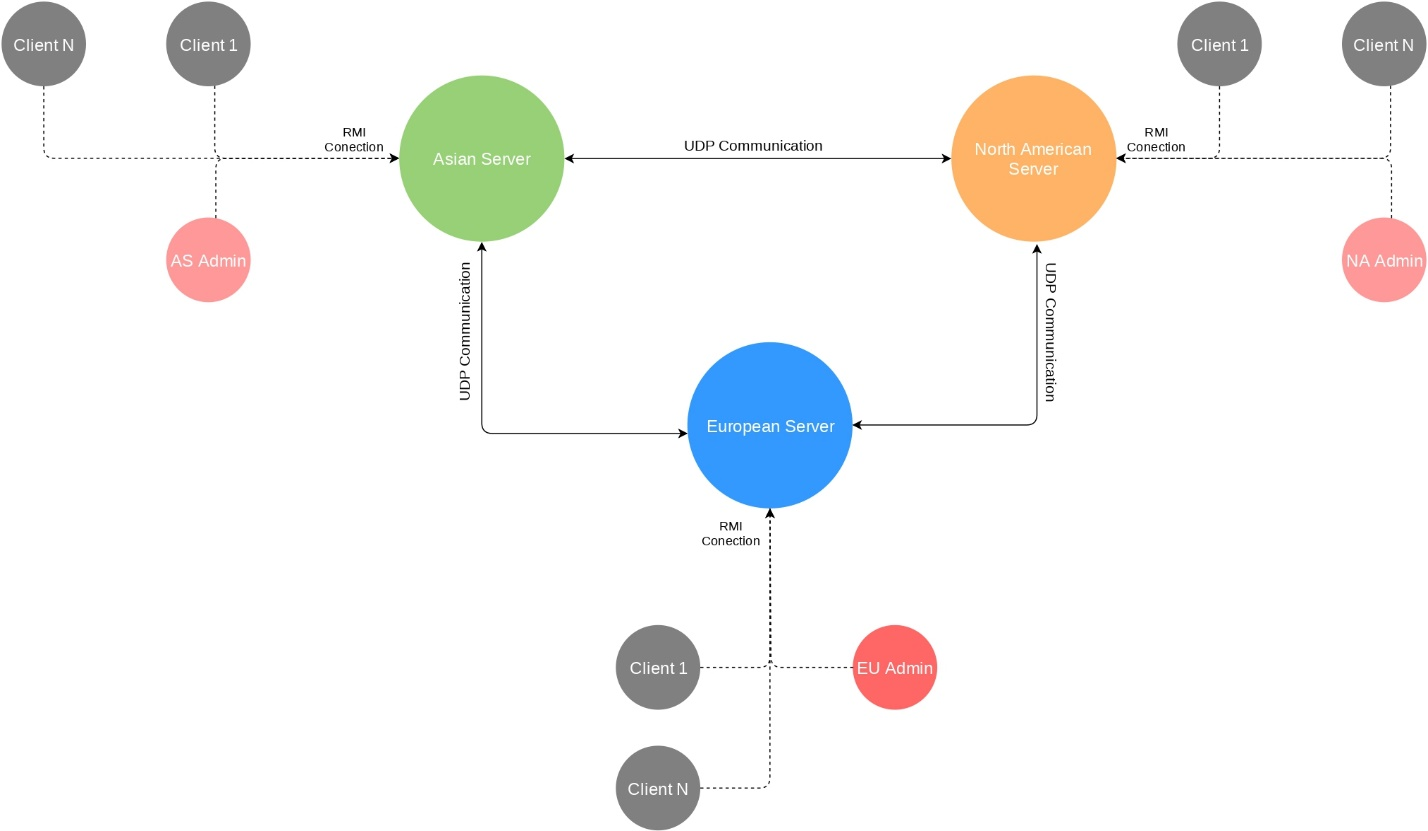 Client N
Client 1
Client 1
Client N
RMI
Conection
Asian Server
UDP Communication
North American
Server
RMI
Conection
AS Admin
NA Admin
UDP Communication
UDP Communication
European Server
RMI
Conection
Client 1
EU Admin
Client N